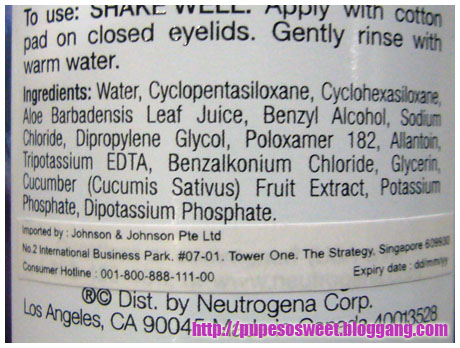 To use: SHAKE WELL. Apply with cotton
pad on closed eyelids. Gently rinse with
warm water.
Ingredients: Water, Cyclopentasiloxane, Cyclohexasiloxane,
Aloe Barbadensis Leaf Juice, Benzyl Alcohol, Sodium
Chloride, Dipropylene Glycol, Poloxamer 182, Allantoin,
Tripotassium EDTA, Benzalkonium Chloride, Glycerin,
Cucumber (Cucumis Sativus) Fruit Extract, Potassium
Phosphate, Dipotassium Phosphate.
Imported by : Johnson & Johnson Pte Ltd
No.2 International Business Park, #07-01, Tower One. The Strategy, Singapore
Consumer Hotline : 001-800-888-111-00
Expiry date : dd/mm/yy
®© Dist. by Neutrogena Corp.
Los Angeles, CA 90045 Canada 40013528
http://pupesosweet.bloggang.com